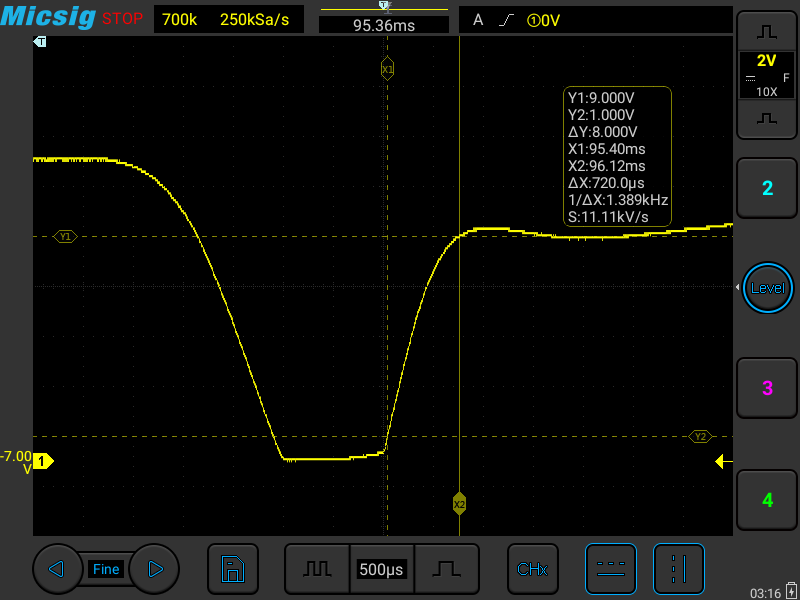 Micsig STOP 700k 250kSa/s T 95.36ms A ①0V
T
X1
2V
F
10X
Y1:9.000V
Y2:1.000V
ΔY:8.000V
X1:95.40ms
X2:96.12ms
ΔX:720.0µs
1/ΔX:1.389kHz
S:11.11kV/s
2
Y1
Level
3
Y2
-7.00
V
1
X2
4
Fine
500µs
CHx
03:16